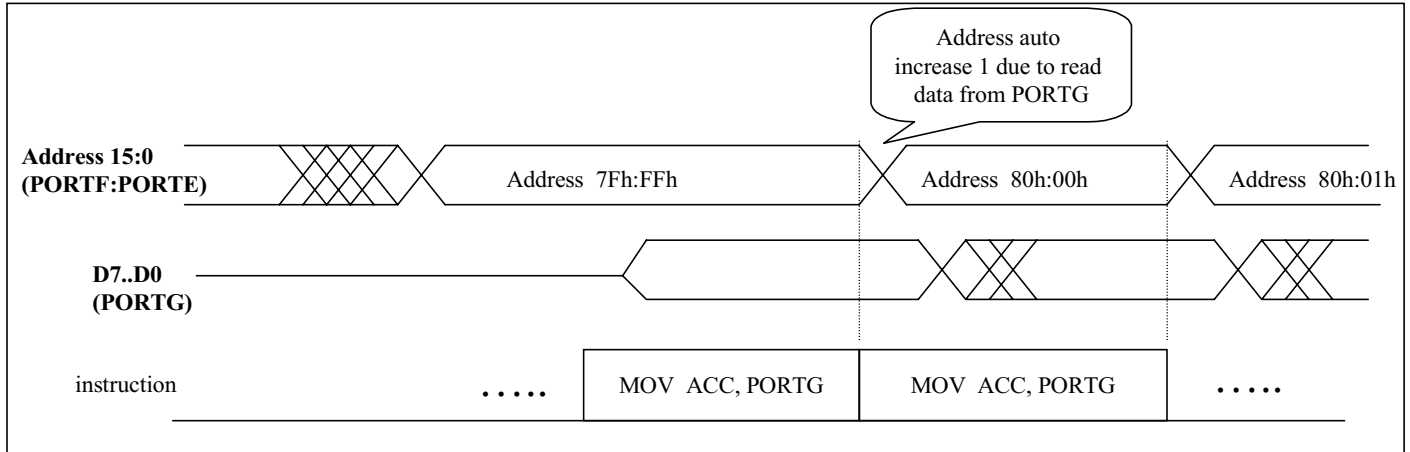 Address auto
increase 1 due to read
data from PORTG
Address 15:0
(PORTF:PORTE)
Address 7Fh:FFh
Address 80h:00h
Address 80h:01h
D7..D0
(PORTG)
instruction
.....
MOV ACC, PORTG
MOV ACC, PORTG
.....